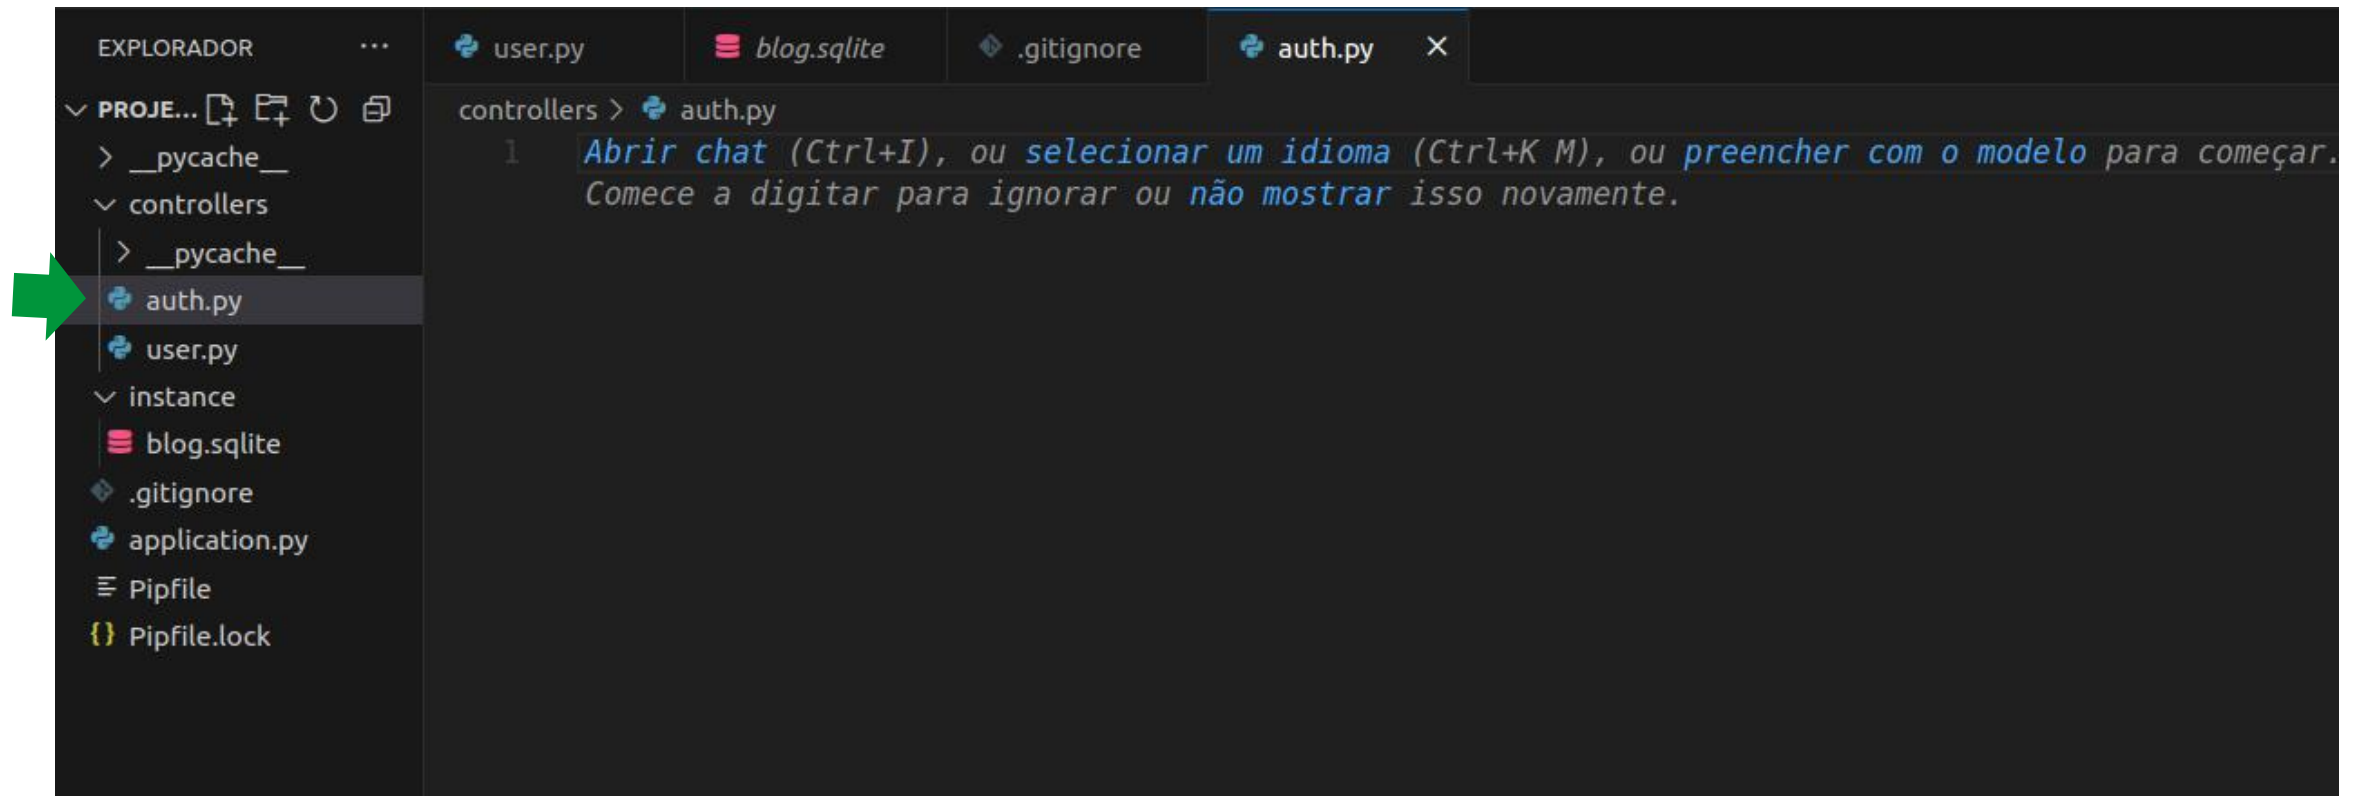 EXPLORADOR ···
PROJE...
__pycache__
controllers
__pycache__
auth.py
user.py
instance
blog.sqlite
.gitignore
application.py
Pipfile
{} Pipfile.lock
user.py blog.sqlite .gitignore auth.py ×
controllers > auth.py
1 Abrir chat (Ctrl+I), ou selecionar um idioma (Ctrl+K M), ou preencher com o modelo para começar.
Comece a digitar para ignorar ou não mostrar isso novamente.